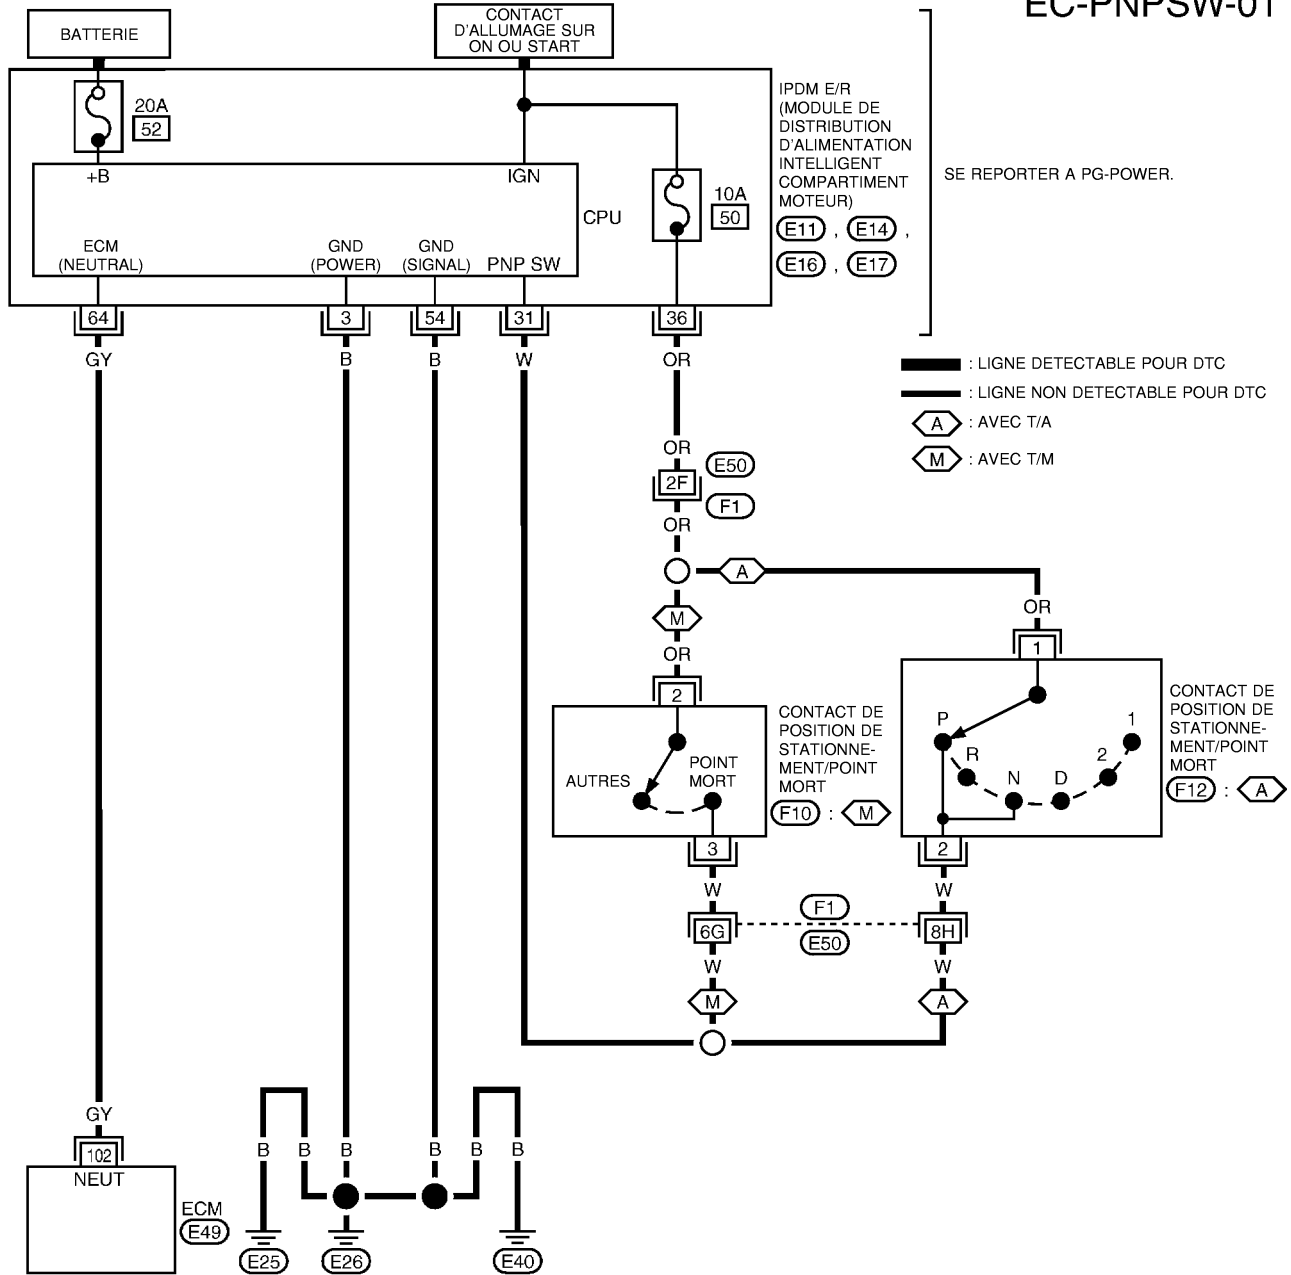 EC-PNPSW-01
BATTERIE
CONTACT
D'ALLUMAGE SUR
ON OU START
20A
52
+B
IGN
CPU
10A
50
ECM
(NEUTRAL)
GND
(POWER)
GND
(SIGNAL)
PNP SW
IPDM E/R
(MODULE DE
DISTRIBUTION
D'ALIMENTATION
INTELLIGENT
COMPARTIMENT
MOTEUR)
E11 , E14 ,
E16 , E17
SE REPORTER A PG-POWER.
64
3
54
31
36
GY
B
B
W
OR
: LIGNE DETECTABLE POUR DTC
: LIGNE NON DETECTABLE POUR DTC
A : AVEC T/A
M : AVEC T/M
OR
2F
E50
F1
OR
A
M
OR
OR
2
1
AUTRES
POINT
MORT
CONTACT DE
POSITION DE
STATIONNE-
MENT/POINT
MORT
F10 : M
P
R
N
D
2
1
CONTACT DE
POSITION DE
STATIONNE-
MENT/POINT
MORT
F12 : A
3
2
W
W
6G
F1
E50
8H
W
W
M
A
GY
102
NEUT
ECM
E49
B
B
B
B
B
B
E25
E26
E40